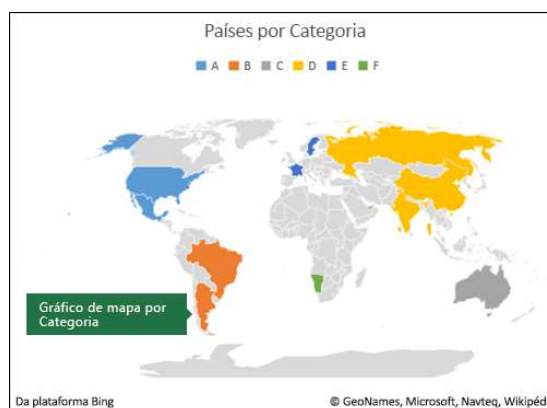 Países por Categoria
A B C D E F
Gráfico de mapa por
Categoria
Da plataforma Bing
© GeoNames, Microsoft, Navteq, Wikipéd